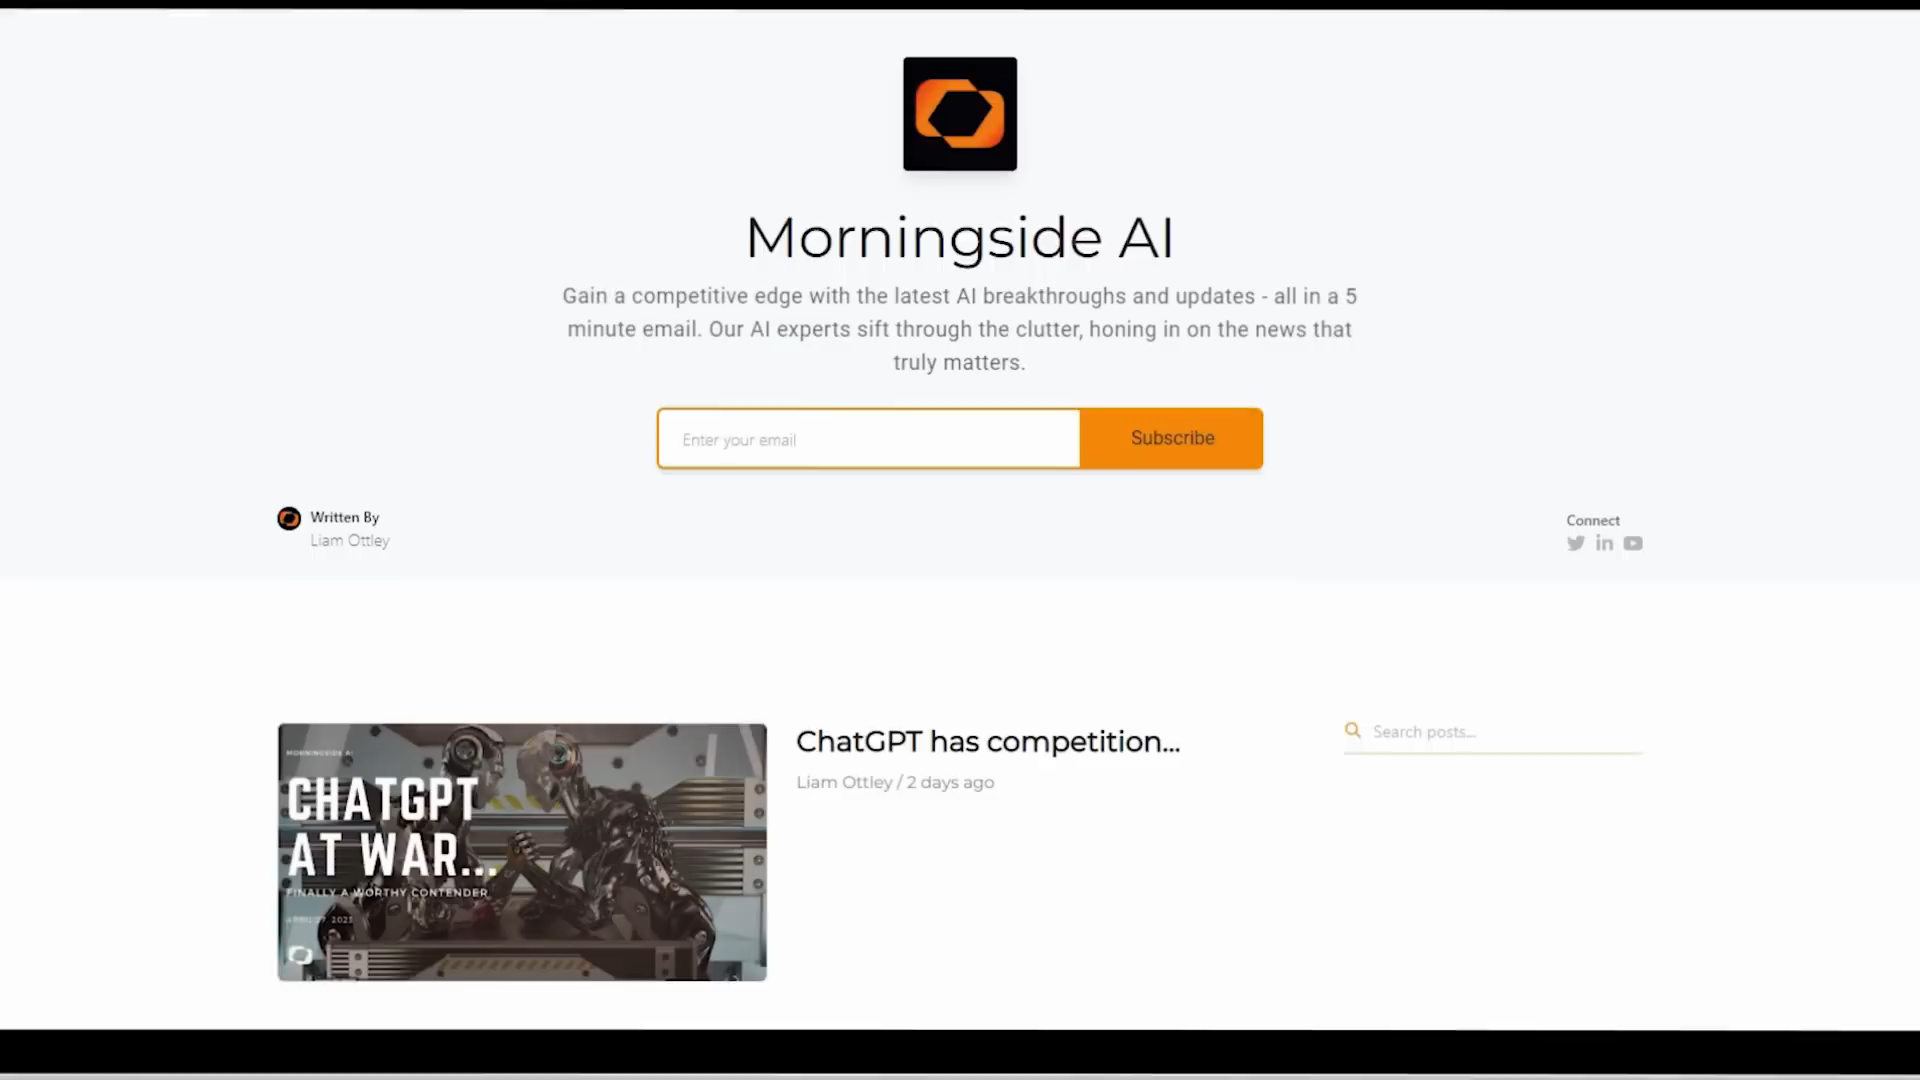 Morningside AI
Gain a competitive edge with the latest AI breakthroughs and updates - all in a 5
minute email. Our AI experts sift through the clutter, honing in on the news that
truly matters.
Enter your email
Subscribe
Written By
Liam Ottley
Connect
MORNINGSIDE AI
CHATGPT
AT WAR...
FINALLY A WORTHY CONTENDER
2023
ChatGPT has competition...
Liam Ottley / 2 days ago
Search posts...